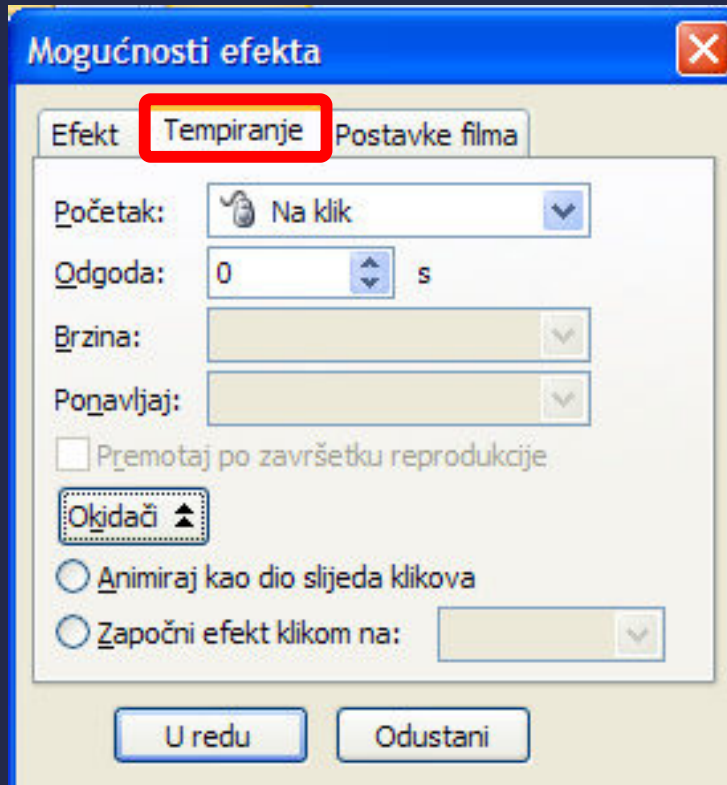 Mogućnosti efekta
Efekt Tempiranje Postavke filma
Početak: Na klik
Odgoda: 0 s
Brzina:
Ponavljaj:
Premotaj po završetku reprodukcije
Okidači
Animiraj kao dio slijeda klikova
Započni efekt klikom na:
U redu Odustani